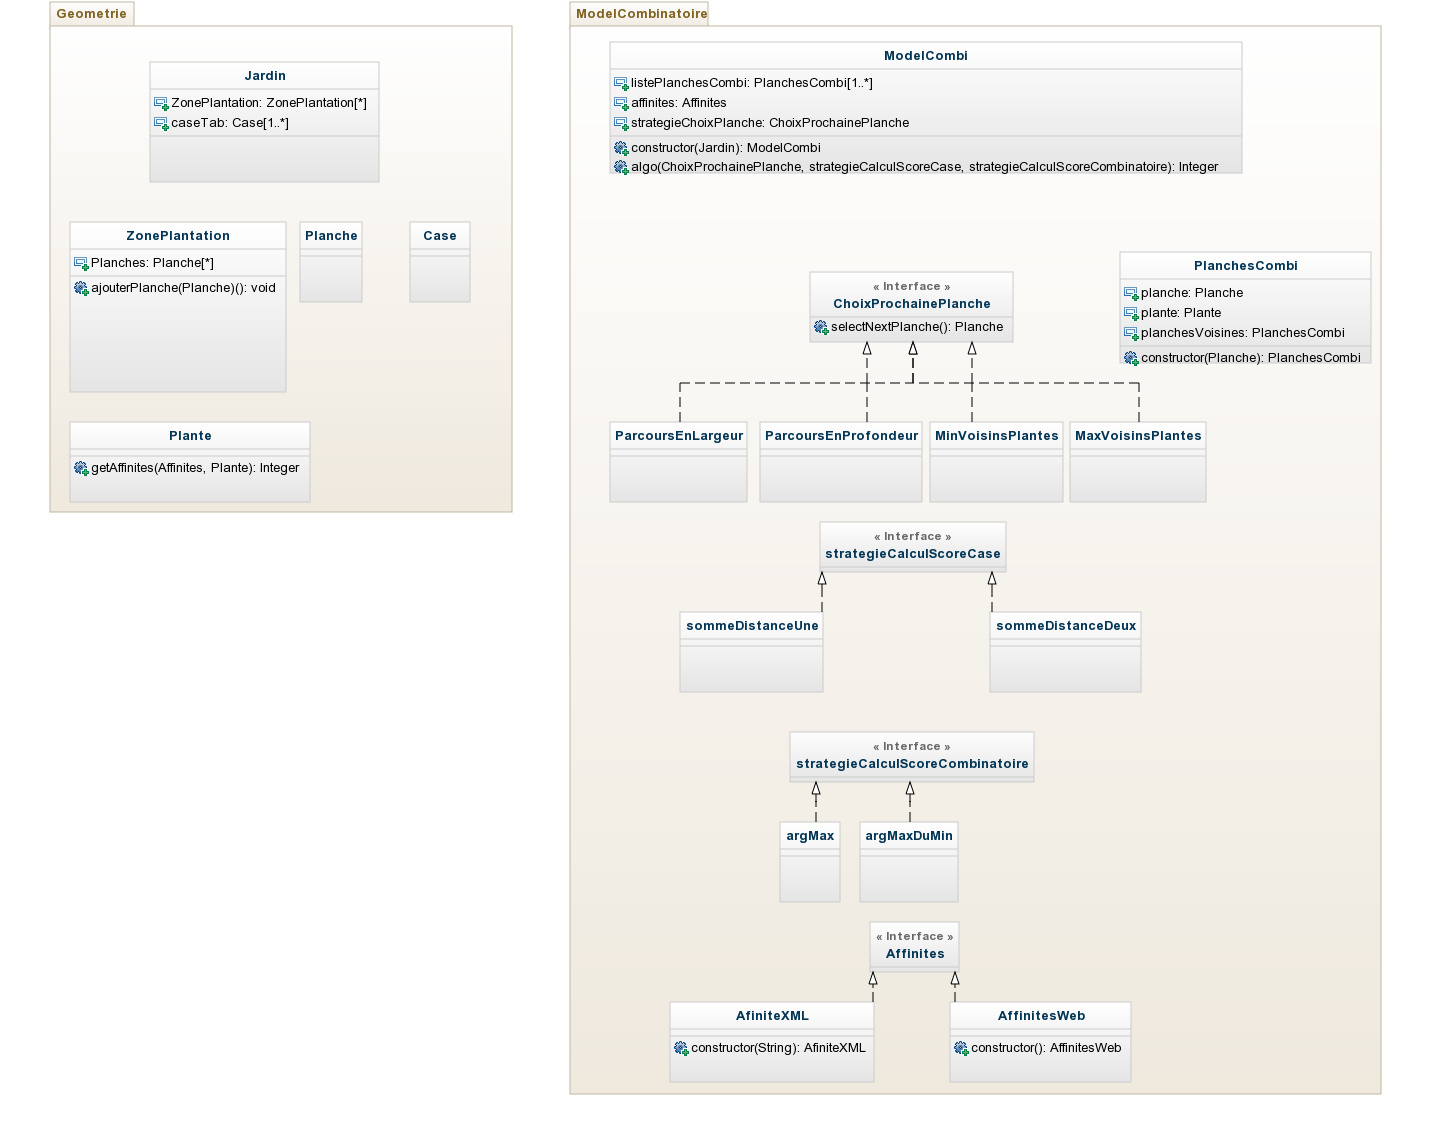 Geometrie
Jardin
ZonePlantation: ZonePlantation[*]
caseTab: Case[1..*]
ZonePlantation
Planches: Planche[*]
ajouterPlanche(Planche)(): void
Planche
Case
Plante
getAffinites(Affinites, Plante): Integer
ModelCombinatoire
ModelCombi
listePlanchesCombi: PlanchesCombi[1..*]
affinites: Affinites
strategieChoixPlanche: ChoixProchainePlanche
constructor(Jardin): ModelCombi
algo(ChoixProchainePlanche, strategieCalculScoreCase, strategieCalculScoreCombinatoire): Integer
« Interface »
ChoixProchainePlanche
selectNextPlanche(): Planche
PlanchesCombi
planche: Planche
plante: Plante
planchesVoisines: PlanchesCombi
constructor(Planche): PlanchesCombi
ParcoursEnLargeur
ParcoursEnProfondeur
MinVoisinsPlantes
MaxVoisinsPlantes
« Interface »
strategieCalculScoreCase
sommeDistanceUne
sommeDistanceDeux
« Interface »
strategieCalculScoreCombinatoire
argMax
argMaxDuMin
« Interface »
Affinites
AfiniteXML
constructor(String): AfiniteXML
AffinitesWeb
constructor(): AffinitesWeb